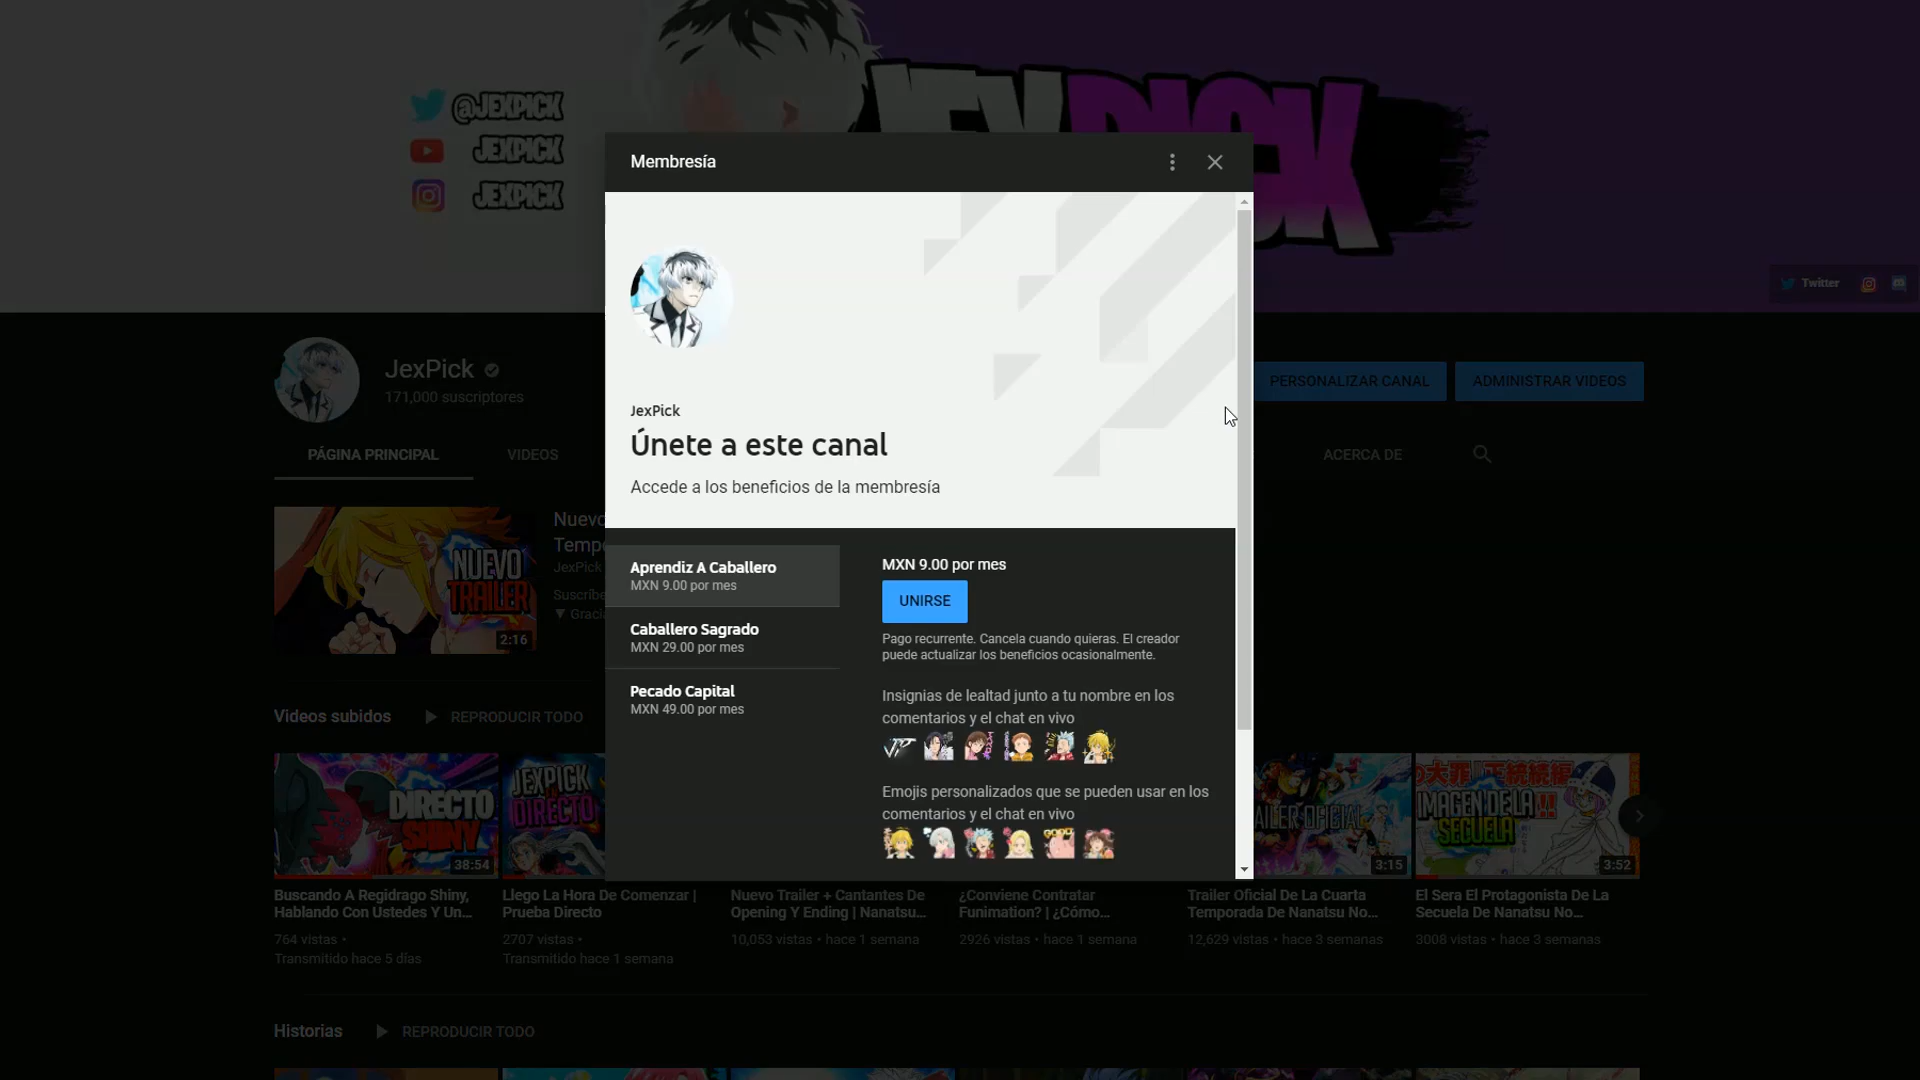 @JEXPICK
JEXPICK
JEXPICK
Twitter
JexPick
171,000 suscriptores
PERSONALIZAR CANAL
ADMINISTRAR VIDEOS
PÁGINA PRINCIPAL
VIDEOS
ACERCA DE
Membresía
JexPick
Únete a este canal
Accede a los beneficios de la membresía
Aprendiz A Caballero
MXN 9.00 por mes
Caballero Sagrado
MXN 29.00 por mes
Pecado Capital
MXN 49.00 por mes
MXN 9.00 por mes
UNIRSE
Pago recurrente. Cancela cuando quieras. El creador
puede actualizar los beneficios ocasionalmente.
Insignias de lealtad junto a tu nombre en los
comentarios y el chat en vivo
Emojis personalizados que se pueden usar en los
comentarios y el chat en vivo
NUEVO
TRAILER
2:16
JexPick
Videos subidos
REPRODUCIR TODO
DIRECTO
SHINY
38:54
Buscando A Regidrago Shiny,
Hablando Con Ustedes Y Un...
764 vistas •
Transmitido hace 5 días
JEXPICK
DIRECTO
Llego La Hora De Comenzar |
Prueba Directo
2707 vistas •
Transmitido hace 1 semana
Nuevo Trailer + Cantantes De
Opening Y Ending | Nanatsu...
10,053 vistas • hace 1 semana
¿Conviene Contratar
Funimation? | ¿Cómo...
2926 vistas • hace 1 semana
OFICIAL
3:15
Trailer Oficial De La Cuarta
Temporada De Nanatsu No...
12,629 vistas • hace 3 semanas
IMAGEN DE LA
SECUELA
!!
3:52
El Sera El Protagonista De La
Secuela De Nanatsu No...
3008 vistas • hace 3 semanas
Historias
REPRODUCIR TODO